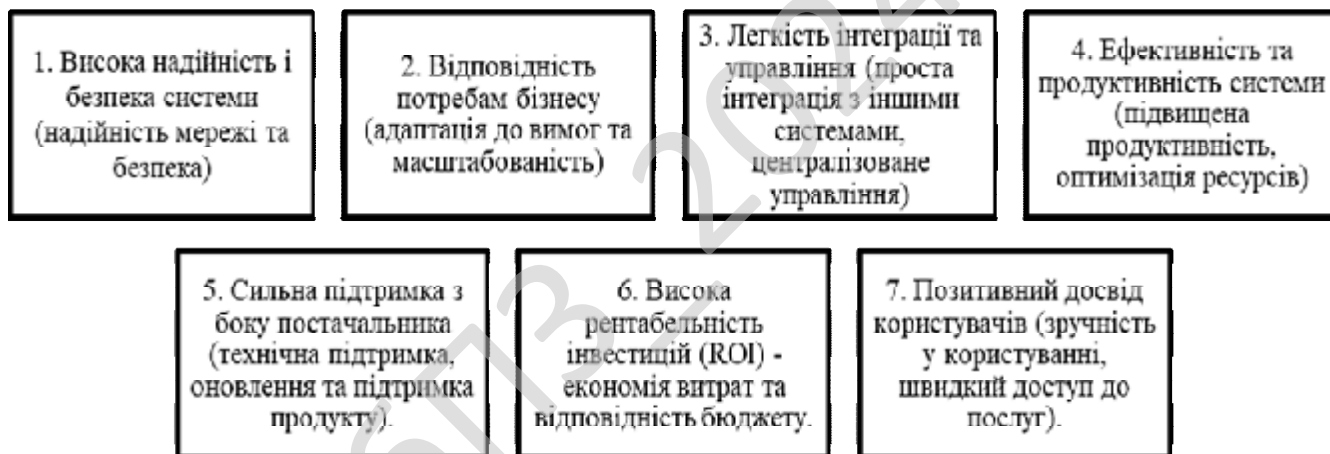 1. Висока надійність і
безпека системи
(надійність мережі та
безпека)
2. Відповідність
потребам бізнесу
(адаптація до вимог та
масштабованість)
3. Легкість інтеграції та
управління (проста
інтеграція з іншими
системами,
централізоване
управління)
4. Ефективність та
продуктивність системи
(підвищена
продуктивність,
оптимізація ресурсів)
5. Сильна підтримка з
боку постачальника
(технічна підтримка,
оновлення та підтримка
продукту).
6. Висока
рентабельність
інвестицій (ROI) -
економія витрат та
відповідність бюджету.
7. Позитивний досвід
користувачів (зручність
у користуванні,
швидкий доступ до
послуг).